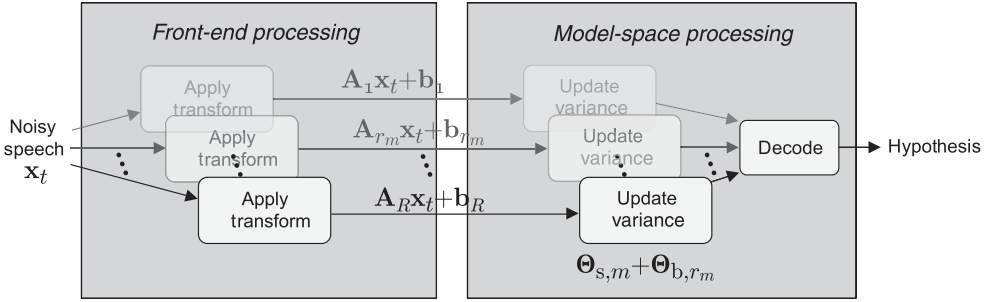 Front-end processing
Model-space processing
Noisy
speech
x_t
Apply
transform
A_1x_t+b_1
Update
variance
Apply
transform
A_{r_m}x_t+b_{r_m}
Update
variance
Apply
transform
A_Rx_t+b_R
Update
variance
Θ_{s,m}+Θ_{b,r_m}
Decode
Hypothesis